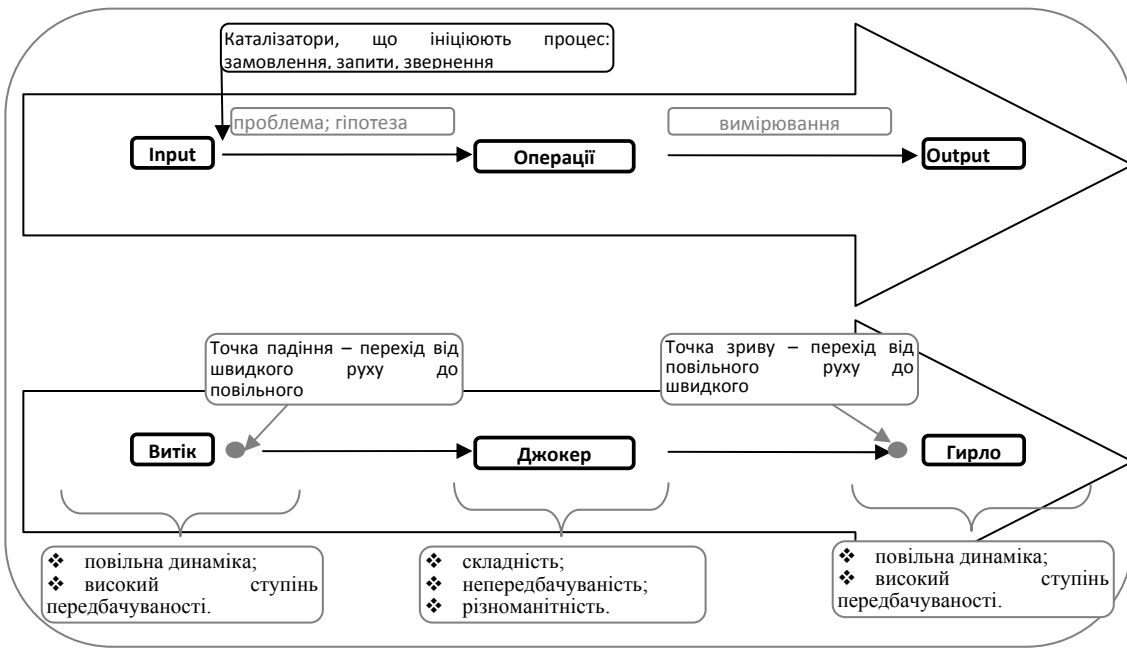 Каталізатори, що ініціюють процес:
замовлення, запити, звернення
проблема; гіпотеза
вимірювання
Input
Операції
Output
Точка падіння – перехід від
швидкого руху до
повільного
Точка зриву – перехід від
повільного руху до
швидкого
Витік
Джокер
Гирло
❖ повільна динаміка;
❖ високий ступінь
передбачуваності.
❖ складність;
❖ непередбачуваність;
❖ різноманітність.
❖ повільна динаміка;
❖ високий ступінь
передбачуваності.